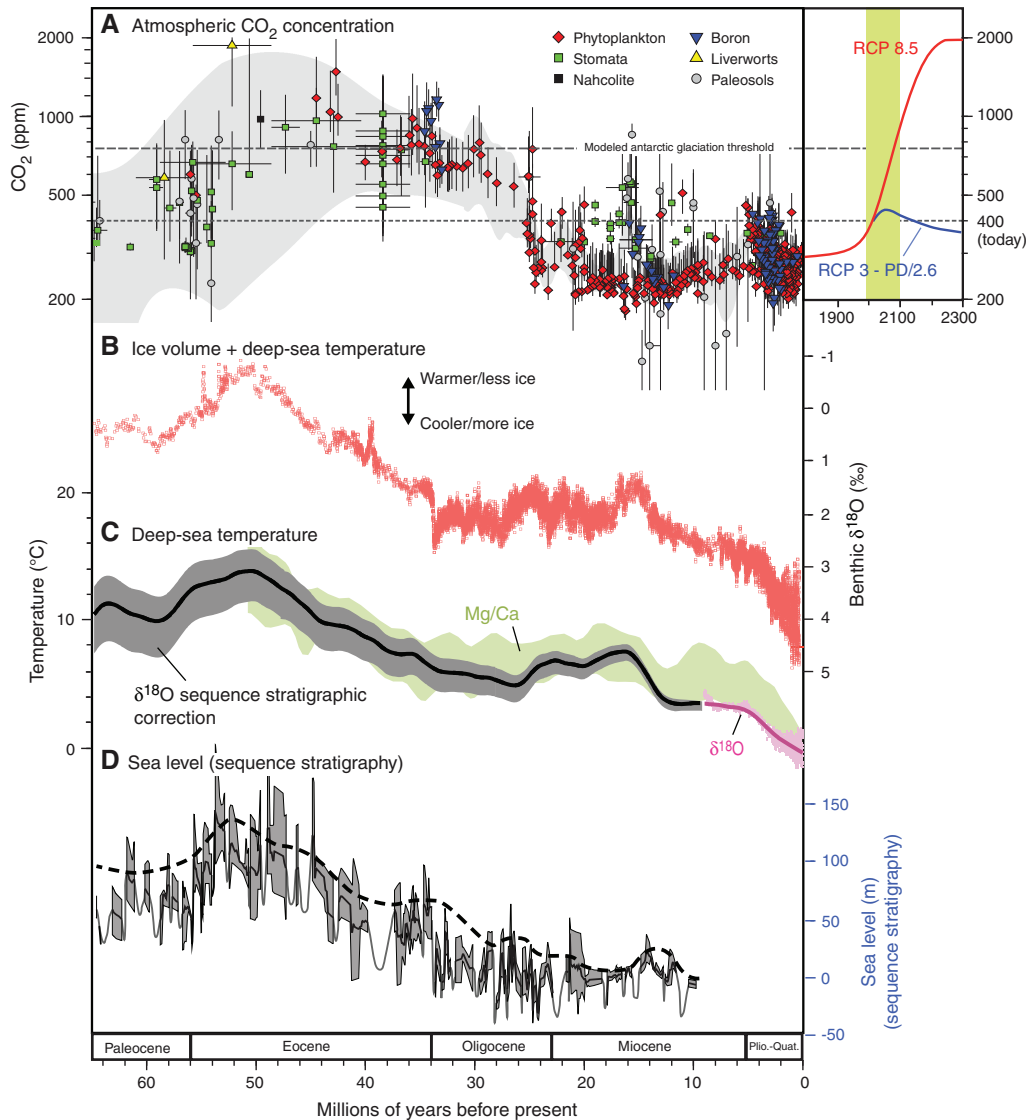 A Atmospheric CO2 concentration
Phytoplankton
Stomata
Nahcolite
Boron
Liverworts
Paleosols
Modeled antarctic glaciation threshold
CO2 (ppm)
2000
1000
500
200
RCP 8.5
RCP 3 - PD/2.6
2000
1000
500
400
(today)
200
1900
2100
2300
B Ice volume + deep-sea temperature
Warmer/less ice
Cooler/more ice
-1
0
1
2
3
4
5
Benthic δ18O (‰)
C Deep-sea temperature
20
10
0
Temperature (°C)
Mg/Ca
δ18O sequence stratigraphic
correction
δ18O
D Sea level (sequence stratigraphy)
150
100
50
0
-50
Sea level (m)
(sequence stratigraphy)
Paleocene
Eocene
Oligocene
Miocene
Plio.-Quat.
60
50
40
30
20
10
0
Millions of years before present